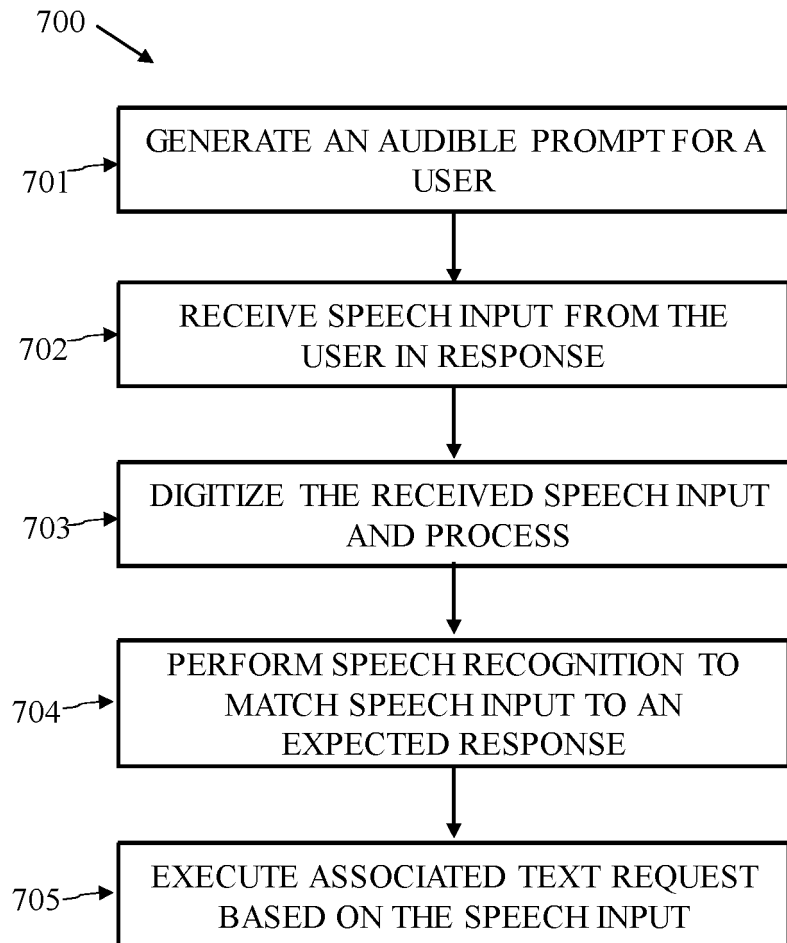 700
701
GENERATE AN AUDIBLE PROMPT FOR A
USER
702
RECEIVE SPEECH INPUT FROM THE
USER IN RESPONSE
703
DIGITIZE THE RECEIVED SPEECH INPUT
AND PROCESS
704
PERFORM SPEECH RECOGNITION TO
MATCH SPEECH INPUT TO AN
EXPECTED RESPONSE
705
EXECUTE ASSOCIATED TEXT REQUEST
BASED ON THE SPEECH INPUT